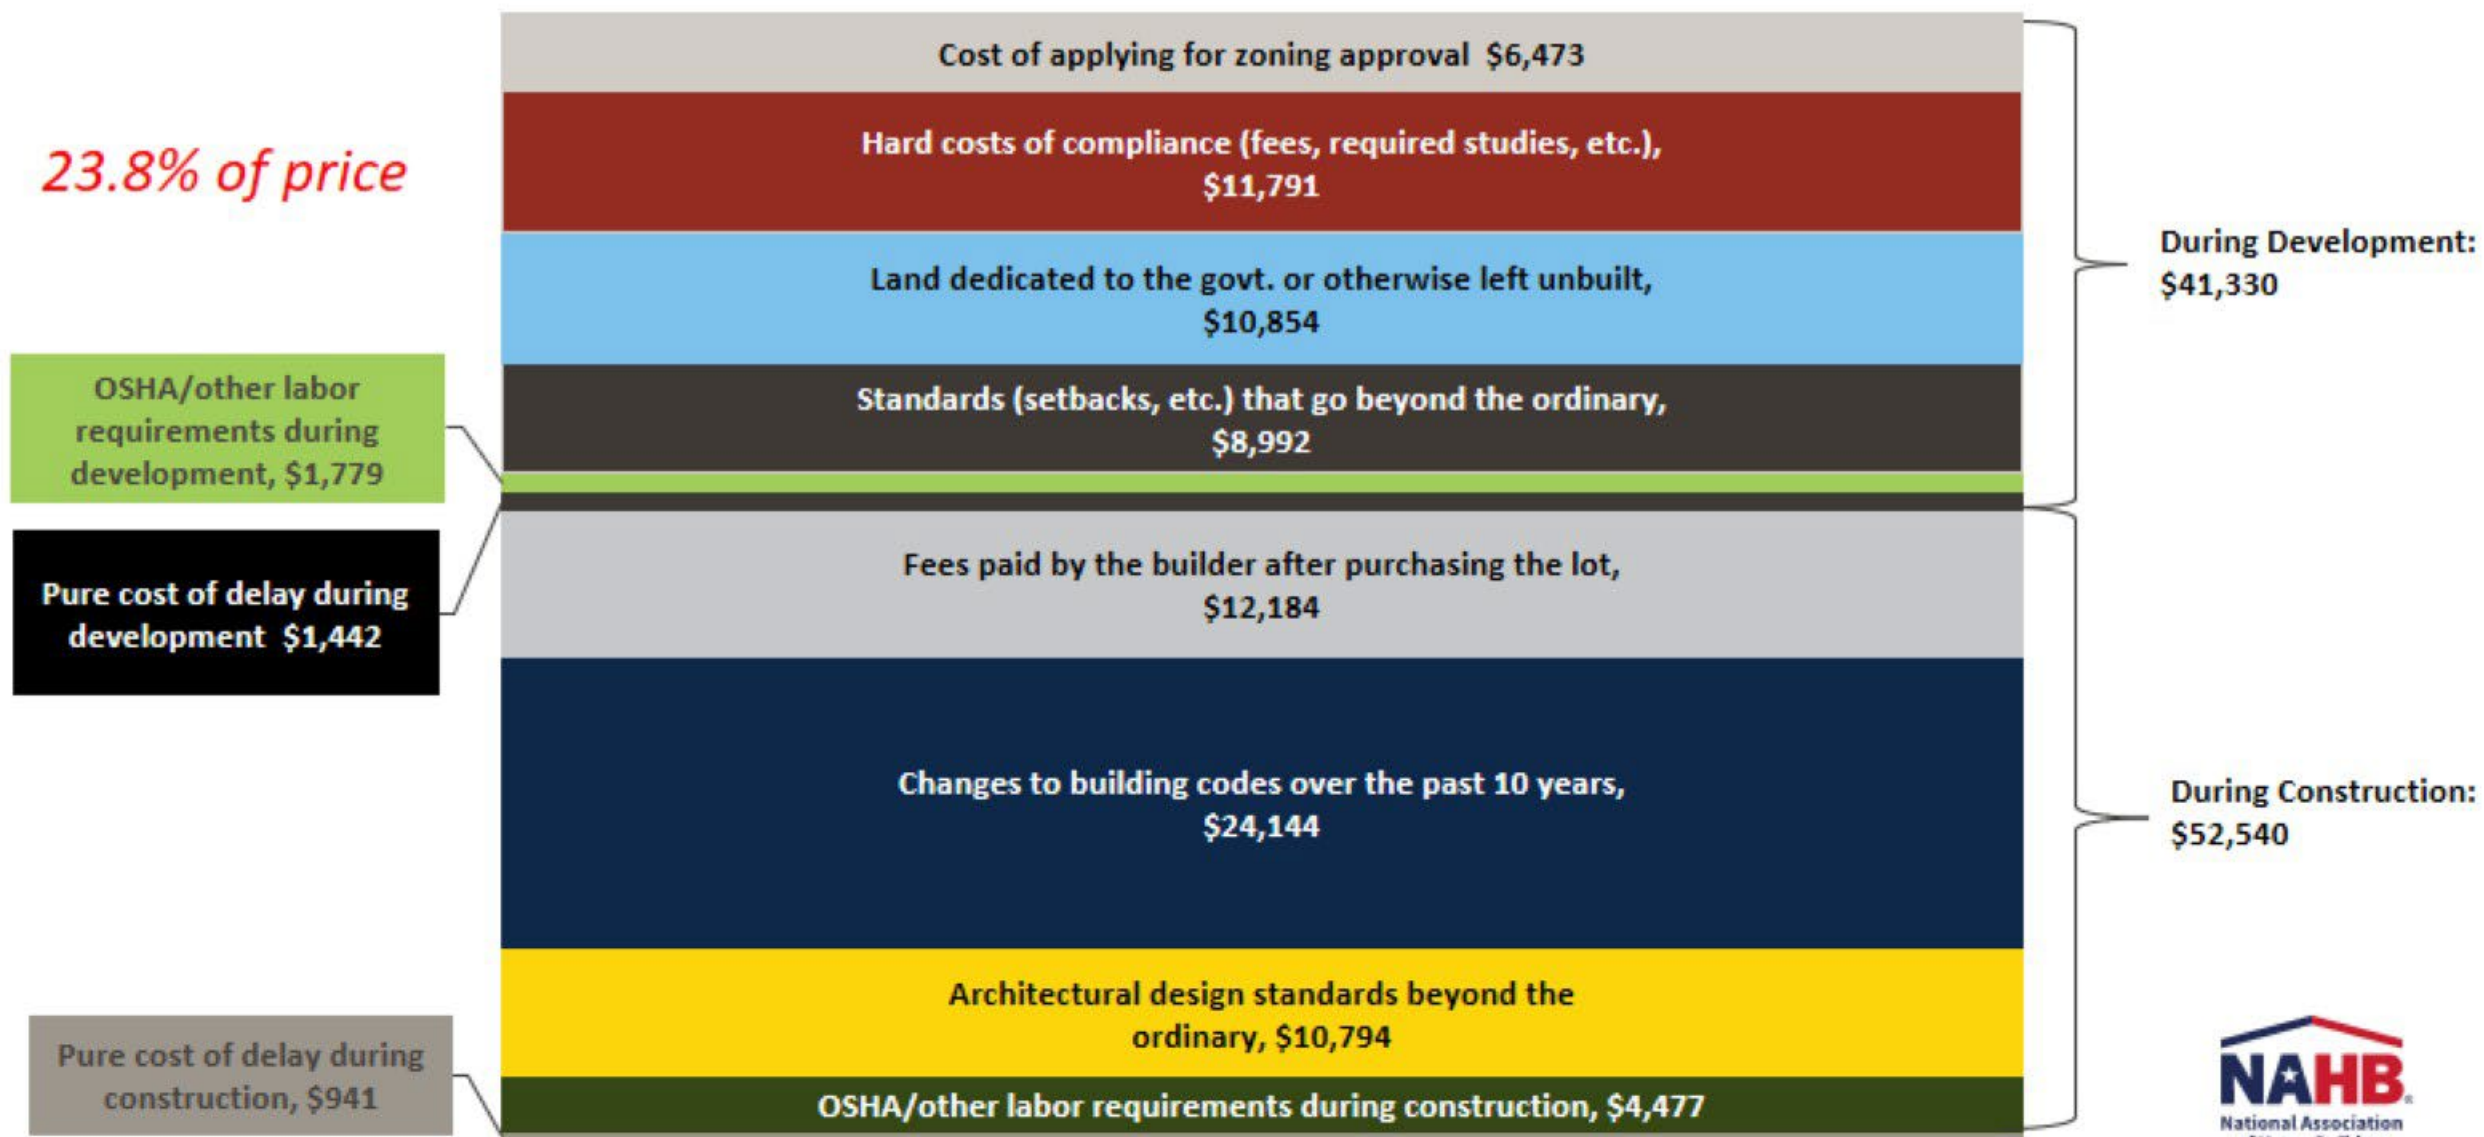 23.8% of price
Cost of applying for zoning approval $6,473
Hard costs of compliance (fees, required studies, etc.),
$11,791
Land dedicated to the govt. or otherwise left unbuilt,
$10,854
Standards (setbacks, etc.) that go beyond the ordinary,
$8,992
OSHA/other labor
requirements during
development, $1,779
Pure cost of delay during
development $1,442
During Development:
$41,330
Fees paid by the builder after purchasing the lot,
$12,184
Changes to building codes over the past 10 years,
$24,144
Architectural design standards beyond the
ordinary, $10,794
OSHA/other labor requirements during construction, $4,477
Pure cost of delay during
construction, $941
During Construction:
$52,540
NAHB®
National Association